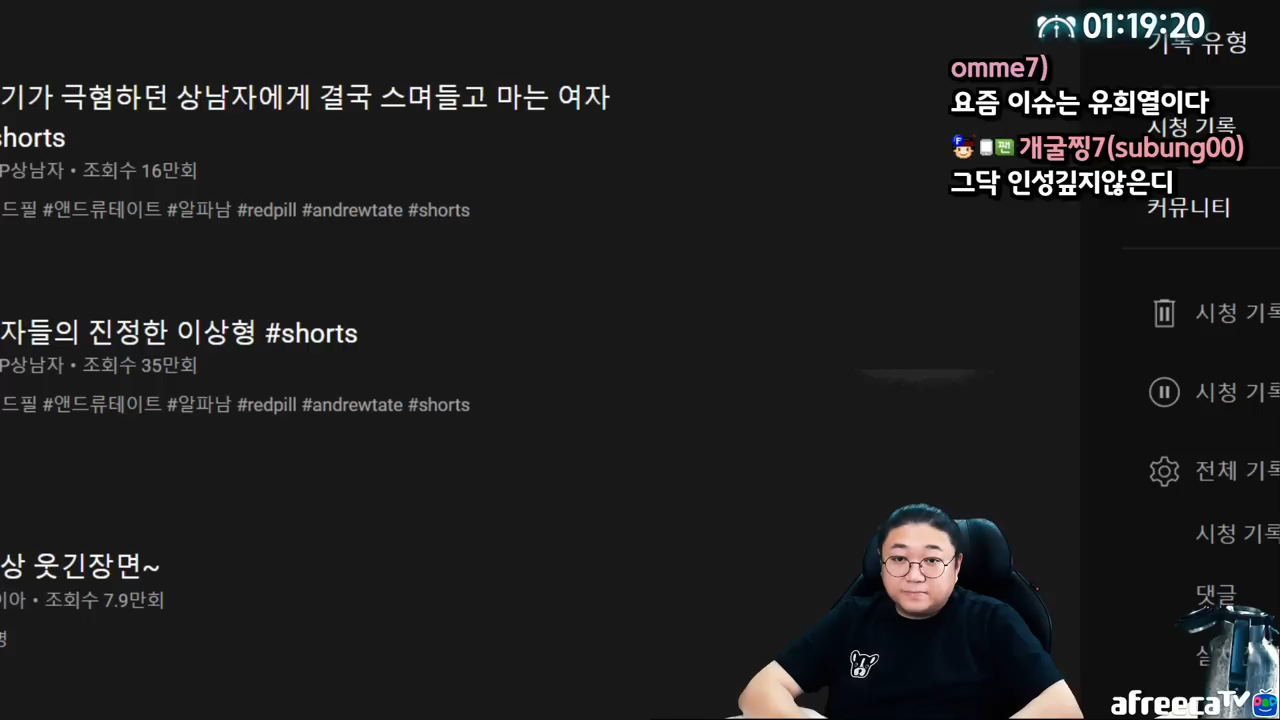 01:19:20
기록 유형
omme7)
요즘 이슈는 유희열이다
시청 기록
개굴찡7(subung00)
그닥 인성깊지않은디
커뮤니티
기가 극혐하던 상남자에게 결국 스며들고 마는 여자
shorts
P상남자 • 조회수 16만회
드필 #앤드류테이트 #알파남 #redpill #andrewtate #shorts
자들의 진정한 이상형 #shorts
P상남자 • 조회수 35만회
드필 #앤드류테이트 #알파남 #redpill #andrewtate #shorts
상 웃긴장면~
이아 • 조회수 7.9만회
시청 기록
시청 기록
전체 기록
시청 기록
댓글
afreecaTV